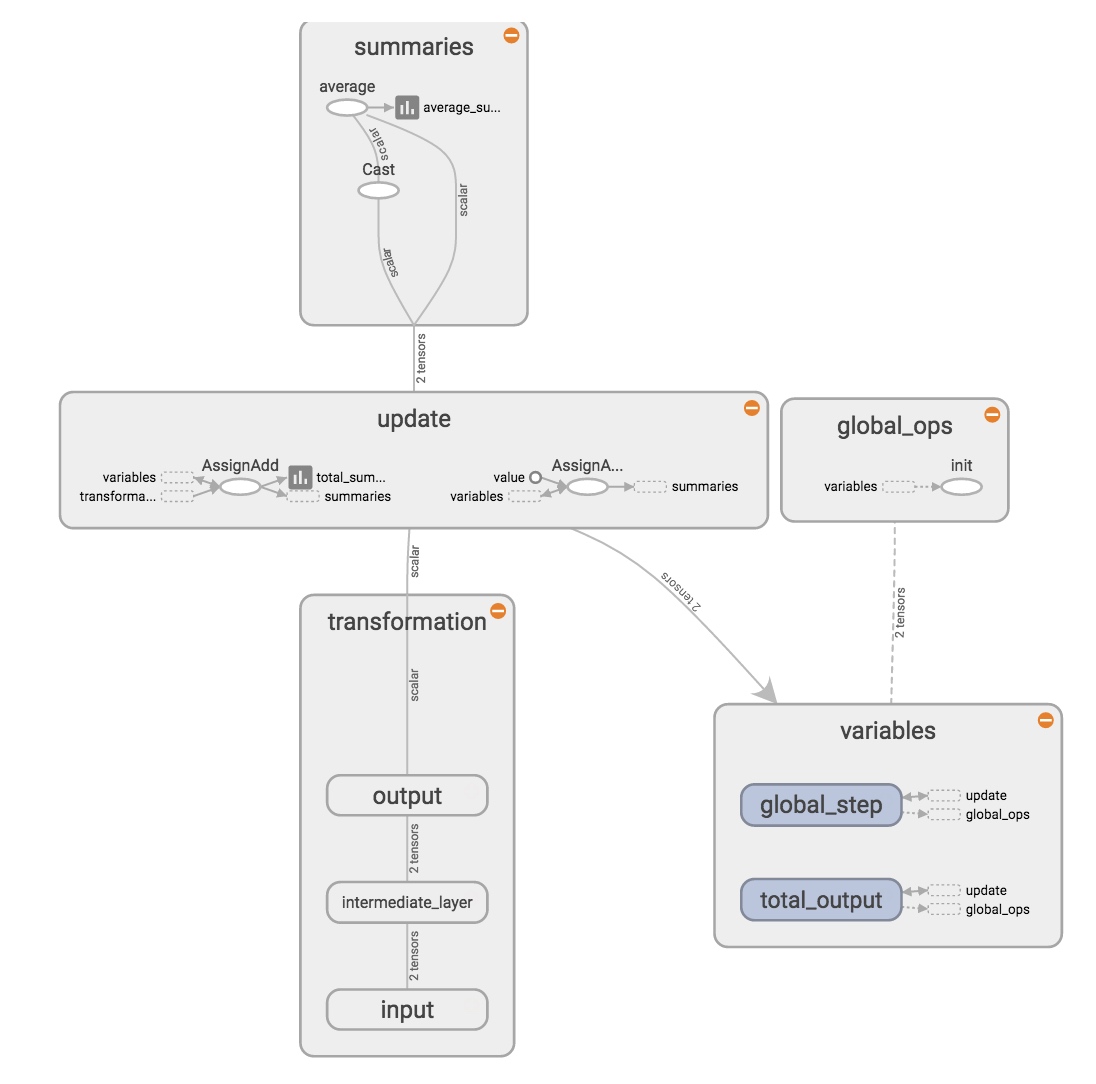 summaries
average
average_su...
scalar
Cast
scalar
scalar
2 tensors
update
AssignAdd
variables
total_sum...
transforma...
summaries
AssignA...
value
variables
summaries
global_ops
init
variables
scalar
2 tensors
2 tensors
transformation
scalar
output
2 tensors
intermediate_layer
2 tensors
input
variables
global_step
update
global_ops
total_output
update
global_ops